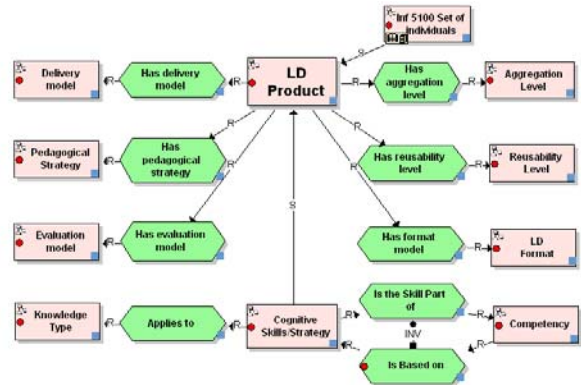 Inf 5100 Set of
individuals
Delivery
model
R
Has delivery
model
R
LD
Product
R
Has
aggregation
level
R
Aggregation
Level
S
R
R
R
R
Pedagogical
Strategy
R
Has
pedagogical
strategy
Has reusability
level
R
Reusability
Level
Evaluation
model
R
Has evaluation
model
S
Has format
model
R
LD
Format
Knowledge
Type
R
Applies to
R
Cognitive
Skills/Strategy
R
Is the Skill Part
of
R
Competency
INV
R
Is Based on
R